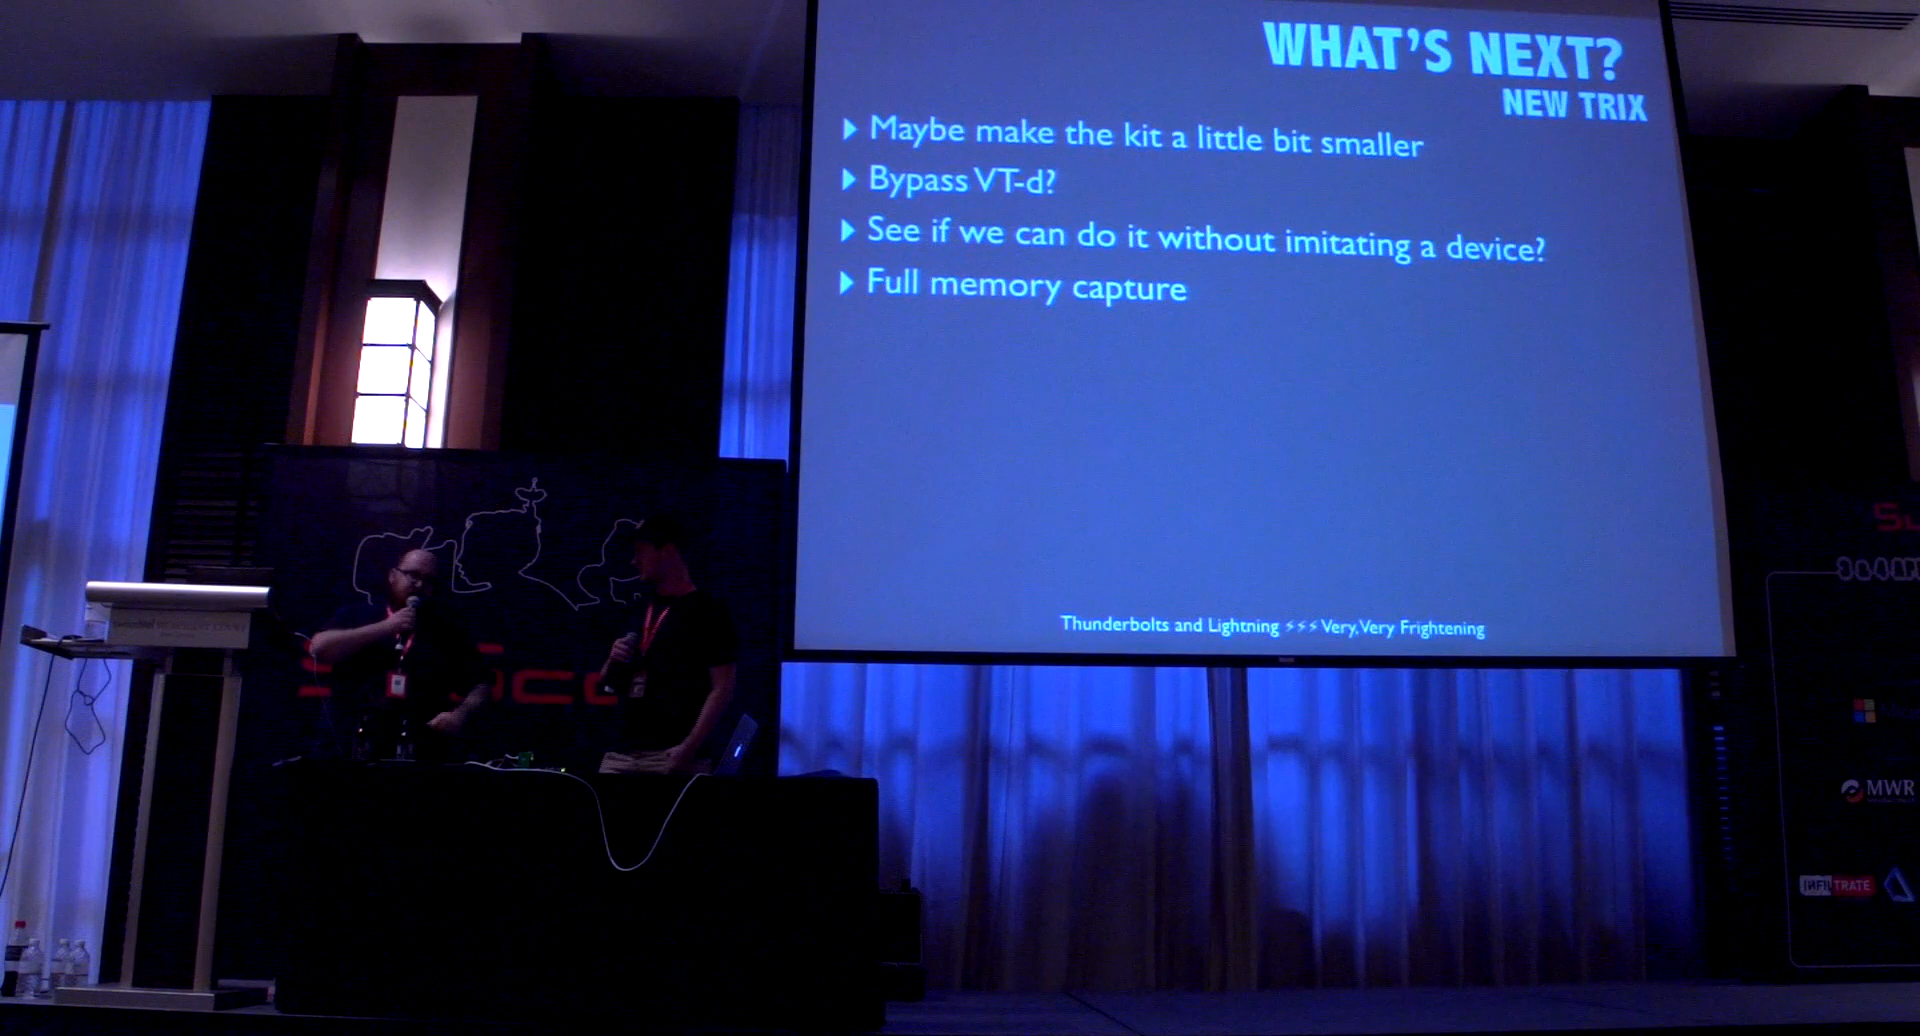 WHAT'S NEXT?
NEW TRIX
Maybe make the kit a little bit smaller
Bypass VT-d?
See if we can do it without imitating a device?
Full memory capture
Thunderbolts and Lightning ⚡⚡⚡ Very, Very Frightening
MWR
INFILTRATE